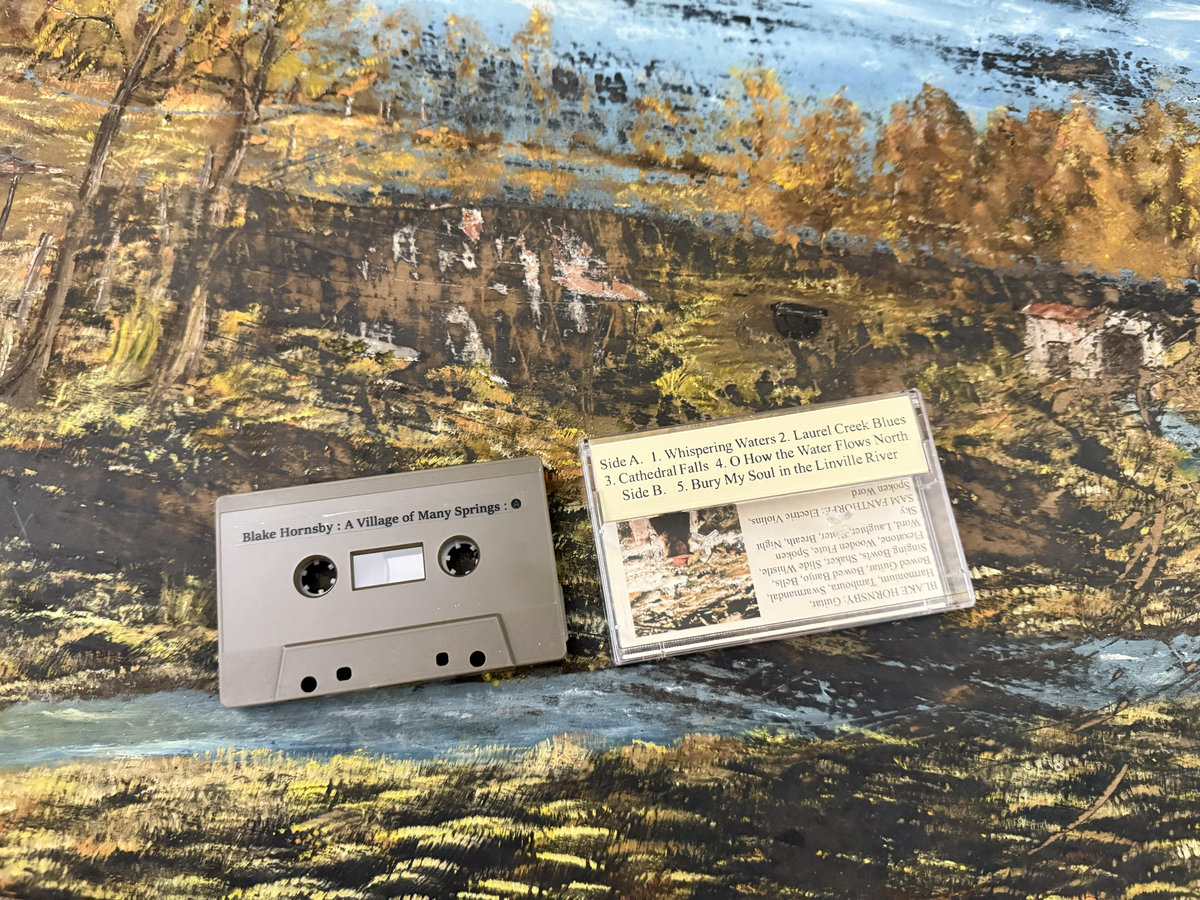 Blake Hornsby : A Village of Many Springs :
Side A. 1. Whispering Waters 2. Laurel Creek Blues
3. Cathedral Falls 4. O How the Water Flows North
Side B. 5. Bury My Soul in the Linville River
BLAKE HORNSBY: Guitar,
Harmonium, Tanboura, Swarmandal,
Bowed Guitar, Bowed Banjo, Bells,
Singing Bowls, Shaker, Slide Whistle,
Flexatone, Wooden Flute, Spoken
Word, Laughter, Breath, Night
Sky
SAM FANTHORPE: Electric Violins,
Spoken Word